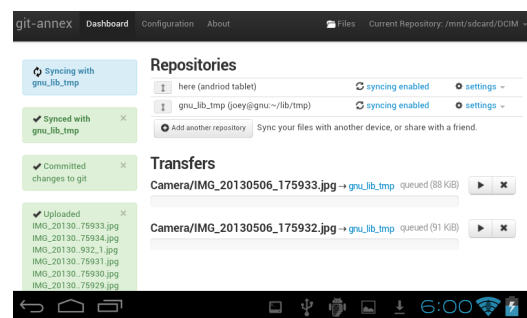 git-annex Dashboard Configuration About Files Current Repository: /mnt/sdcard/DCIM
Syncing with
gnu_lib_tmp
Synced with ×
gnu_lib_tmp
Committed ×
changes to git
Uploaded ×
IMG_20130..75933.jpg
IMG_20130..75934.jpg
IMG_20130..932_1.jpg
IMG_20130..75931.jpg
IMG_20130..75930.jpg
IMG_20130..75929.jpg
Repositories
here (andriod tablet) syncing enabled settings
gnu_lib_tmp (joey@gnu:~/lib/tmp) syncing enabled settings
Add another repository Sync your files with another device, or share with a friend.
Transfers
Camera/IMG_20130506_175933.jpg → gnu_lib_tmp queued (88 KiB)
Camera/IMG_20130506_175932.jpg → gnu_lib_tmp queued (91 KiB)
6:00